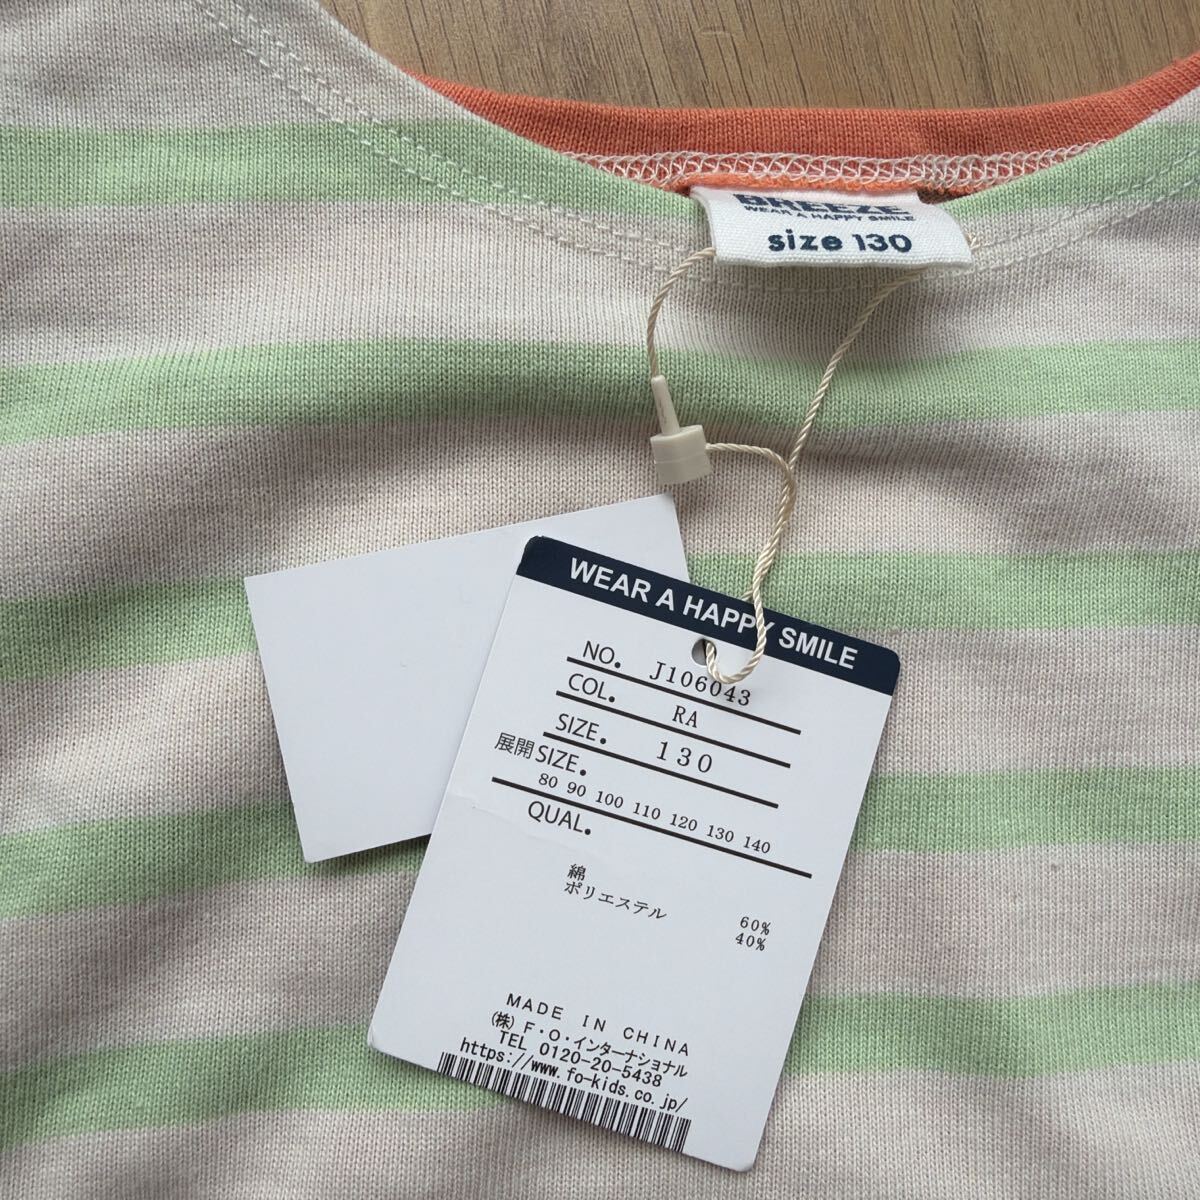 BREEZE
WEAR A HAPPY SMILE
size 130
WEAR A HAPPY SMILE
NO. J106043
COL. RA
SIZE. 130
展開SIZE.
80 90 100 110 120 130 140
QUAL.
綿 60%
ポリエステル 40%
MADE IN CHINA
(株) F・O・インターナショナル
TEL 0120-20-5438
https://www.fo-kids.co.jp/